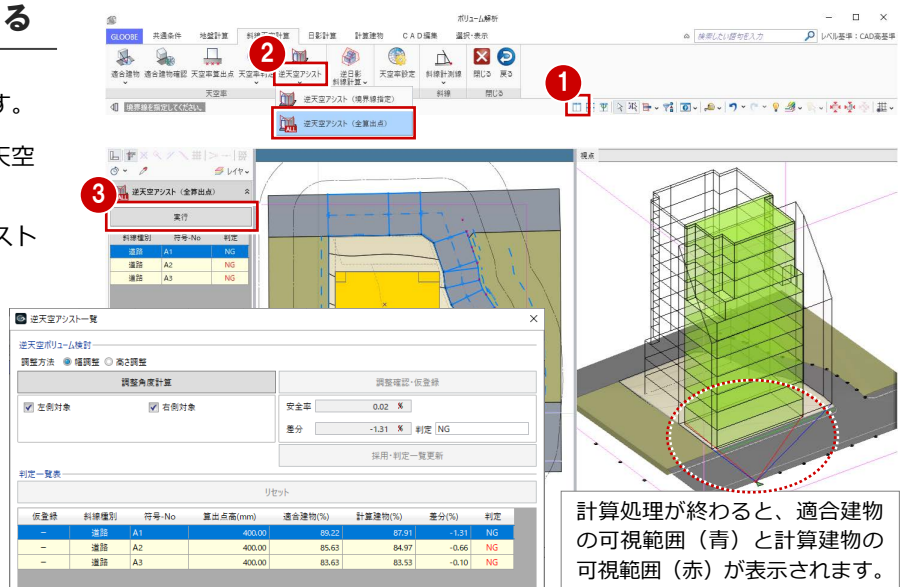 る
す。
天空
スト
ボリューム解析
GLOOBE 共通条件 地盤計算 斜線天空計算 日影計算 計算建物 CAD編集 選択・表示
検索したい語句を入力
レベル基準：CAD高基準
適合建物 適合建物確認 天空率算出点 天空率判定 逆天空アシスト 逆日影斜線計算 天空率設定 斜線計測線 閉じる 戻る
天空率 斜線 閉じる
逆天空アシスト（境界線指定）
ALL 逆天空アシスト（全算出点）
1
2
3
境界線を指定してください。
レイヤ
視点
ALL 逆天空アシスト（全算出点）
実行
斜線種別 符号-No 判定
道路 A1 NG
道路 A2 NG
道路 A3 NG
逆天空アシスト一覧
逆天空ボリューム検討
調整方法 幅調整 高さ調整
調整角度計算 調整確認・仮登録
左側対象 右側対象
安全率 0.02 %
差分 -1.31 % 判定 NG
採用・判定一覧更新
判定一覧表
リセット
仮登録 斜線種別 符号-No 算出点高(mm) 適合建物(%) 計算建物(%) 差分(%) 判定
− 道路 A1 400.00 89.22 87.91 -1.31 NG
− 道路 A2 400.00 85.63 84.97 -0.66 NG
− 道路 A3 400.00 83.63 83.53 -0.10 NG
計算処理が終わると、適合建物
の可視範囲（青）と計算建物の
可視範囲（赤）が表示されます。